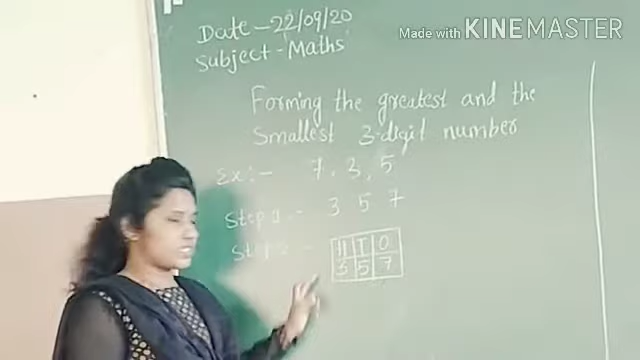 Made with KINEMASTER
Date - 22/09/20
Subject - Maths
Forming the greatest and the
Smallest 3-digit number
Ex:- 7, 3, 5
Step 1 :- 3 5 7
Step 2 :-
H T O
3 5 7